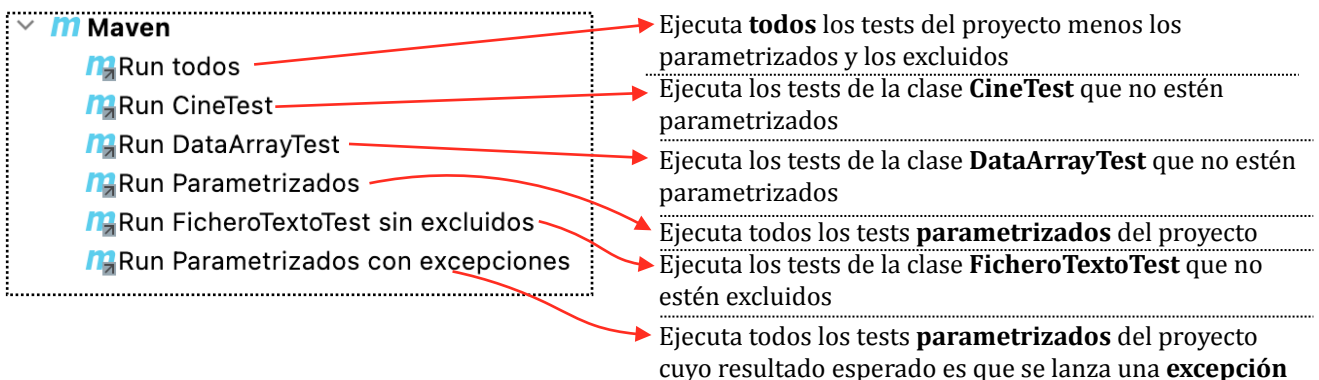 m Maven
Run todos
Run CineTest
Run DataArrayTest
Run Parametrizados
Run FicheroTextoTest sin excluidos
Run Parametrizados con excepciones
Ejecuta todos los tests del proyecto menos los
parametrizados y los excluidos
Ejecuta los tests de la clase CineTest que no estén
parametrizados
Ejecuta los tests de la clase DataArrayTest que no estén
parametrizados
Ejecuta todos los tests parametrizados del proyecto
Ejecuta los tests de la clase FicheroTextoTest que no
estén excluidos
Ejecuta todos los tests parametrizados del proyecto
cuyo resultado esperado es que se lanza una excepción